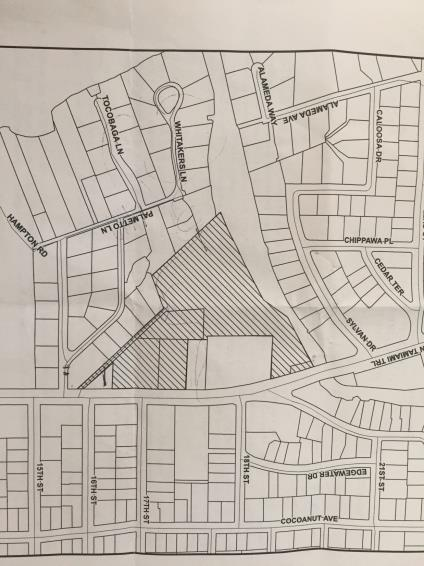 ALAMEDA WAY
ALAMEDA AVE
TOCOBAGA LN
WHITAKERS LN
CALOOSA DR
PALMETTO LN
HAMPTON RD
CHIPPAWA PL
CEDAR TER
SYLVAN DR
N TAMIAMI TRL
15TH ST
16TH ST
17TH ST
18TH ST
EDGEWATER DR
21ST ST
COCOANUT AVE